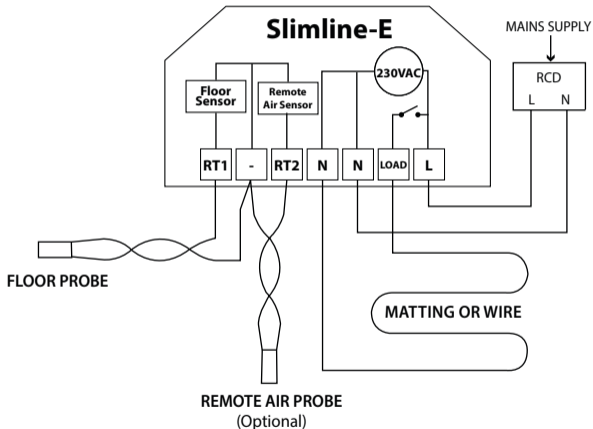 Slimline-E
MAINS SUPPLY
230VAC
RCD
L N
Floor
Sensor
Remote
Air Sensor
RT1 - RT2 N N LOAD L
FLOOR PROBE
MATTING OR WIRE
REMOTE AIR PROBE
(Optional)